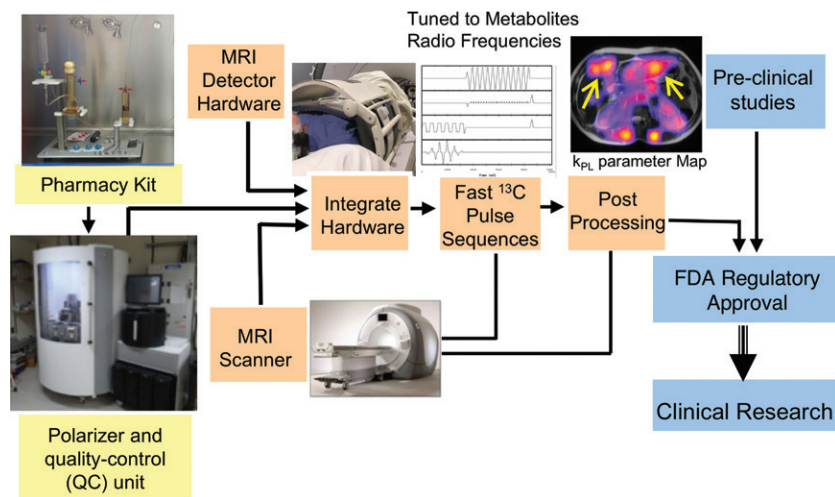 Tuned to Metabolites
Radio Frequencies
MRI
Detector
Hardware
Pre-clinical
studies
k_PL parameter Map
Pharmacy Kit
Integrate
Hardware
Fast ¹³C
Pulse
Sequences
Post
Processing
FDA Regulatory
Approval
MRI
Scanner
Clinical Research
Polarizer and
quality-control
(QC) unit